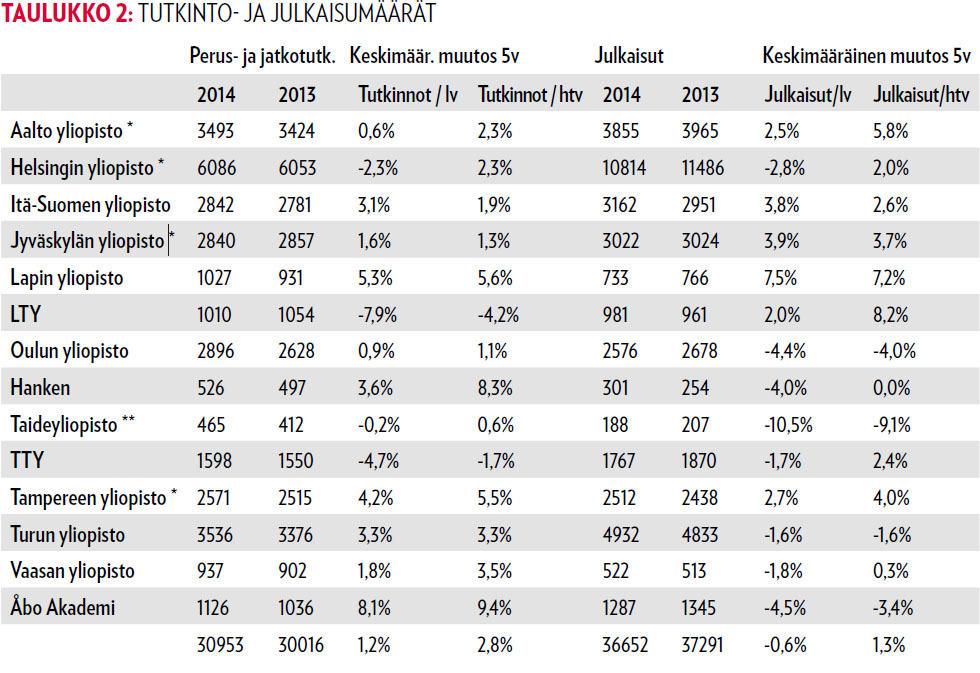 TAULUKKO 2: TUTKINTO- JA JULKAISUMÄÄRÄT
Perus- ja jatkotutk. Keskimäär. muutos 5v Julkaisut Keskimääräinen muutos 5v
2014 2013 Tutkinnot / lv Tutkinnot / htv 2014 2013 Julkaisut/lv Julkaisut/htv
Aalto yliopisto * 3493 3424 0,6% 2,3% 3855 3965 2,5% 5,8%
Helsingin yliopisto * 6086 6053 -2,3% 2,3% 10814 11486 -2,8% 2,0%
Itä-Suomen yliopisto 2842 2781 3,1% 1,9% 3162 2951 3,8% 2,6%
Jyväskylän yliopisto * 2840 2857 1,6% 1,3% 3022 3024 3,9% 3,7%
Lapin yliopisto 1027 931 5,3% 5,6% 733 766 7,5% 7,2%
LTY 1010 1054 -7,9% -4,2% 981 961 2,0% 8,2%
Oulun yliopisto 2896 2628 0,9% 1,1% 2576 2678 -4,4% -4,0%
Hanken 526 497 3,6% 8,3% 301 254 -4,0% 0,0%
Taideyliopisto ** 465 412 -0,2% 0,6% 188 207 -10,5% -9,1%
TTY 1598 1550 -4,7% -1,7% 1767 1870 -1,7% 2,4%
Tampereen yliopisto * 2571 2515 4,2% 5,5% 2512 2438 2,7% 4,0%
Turun yliopisto 3536 3376 3,3% 3,3% 4932 4833 -1,6% -1,6%
Vaasan yliopisto 937 902 1,8% 3,5% 522 513 -1,8% 0,3%
Åbo Akademi 1126 1036 8,1% 9,4% 1287 1345 -4,5% -3,4%
30953 30016 1,2% 2,8% 36652 37291 -0,6% 1,3%